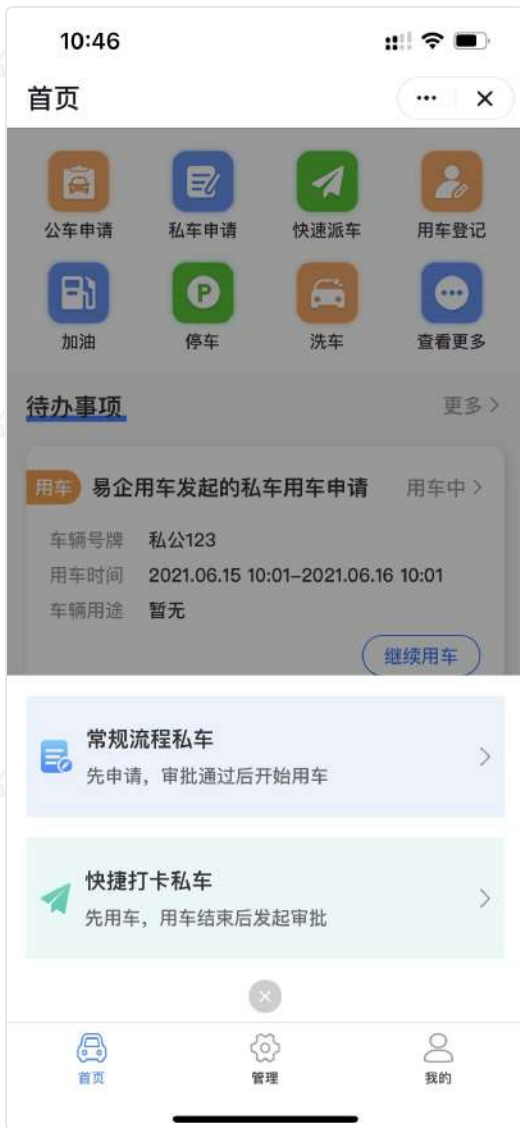 10:46
首页
公车申请 私车申请 快速派车 用车登记
加油 停车 洗车 查看更多
待办事项 更多
用车 易企用车发起的私车用车申请 用车中
车辆号牌 私公123
用车时间 2021.06.15 10:01-2021.06.16 10:01
车辆用途 暂无
继续用车
常规流程私车
先申请，审批通过后开始用车
快捷打卡私车
先用车，用车结束后发起审批
首页 管理 我的